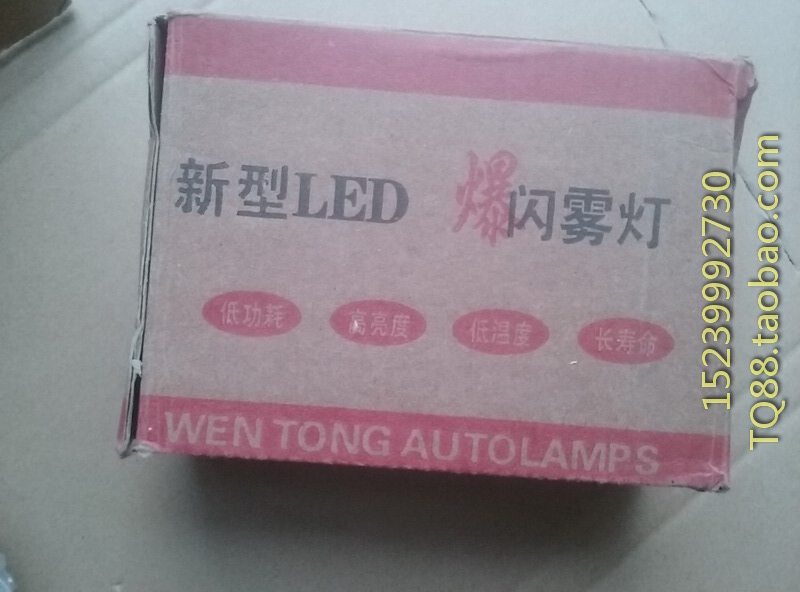 新型LED 爆闪雾灯
低功耗 高亮度 低温度 长寿命
WEN TONG AUTOLAMPS
15239992730
TQ88.taobao.com